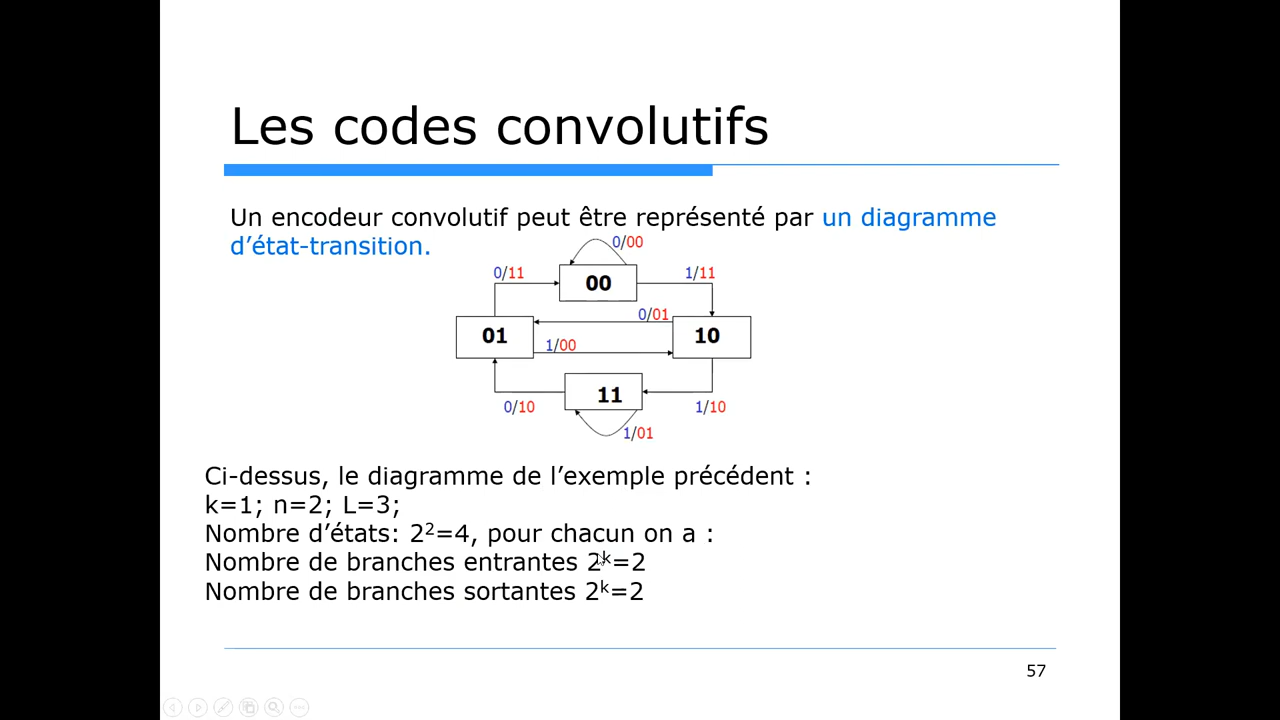 Les codes convolutifs
Un encodeur convolutif peut être représenté par un diagramme
d’état-transition.
0/00
0/11
00
1/11
0/01
01
10
1/00
11
0/10
1/10
1/01
Ci-dessus, le diagramme de l’exemple précédent :
k=1; n=2; L=3;
Nombre d’états: 2²=4, pour chacun on a :
Nombre de branches entrantes 2ᵏ=2
Nombre de branches sortantes 2ᵏ=2
57